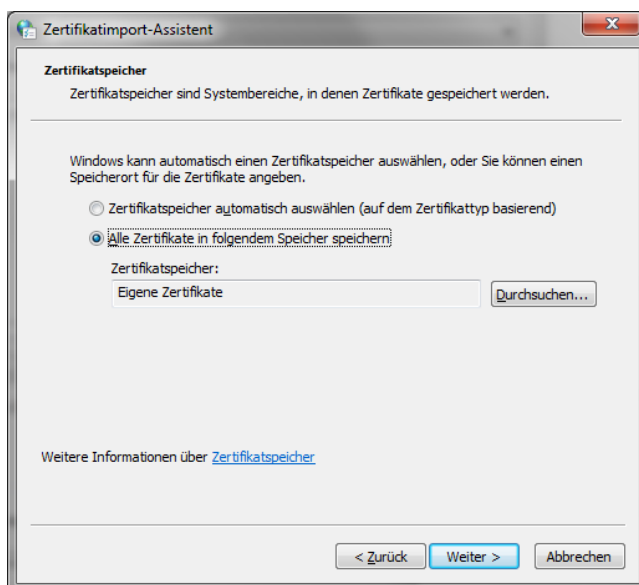 Zertifikatimport-Assistent
Zertifikatspeicher
Zertifikatspeicher sind Systembereiche, in denen Zertifikate gespeichert werden.
Windows kann automatisch einen Zertifikatspeicher auswählen, oder Sie können einen
Speicherort für die Zertifikate angeben.
Zertifikatspeicher automatisch auswählen (auf dem Zertifikattyp basierend)
Alle Zertifikate in folgendem Speicher speichern
Zertifikatspeicher:
Eigene Zertifikate
Durchsuchen...
Weitere Informationen über Zertifikatspeicher
< Zurück Weiter > Abbrechen